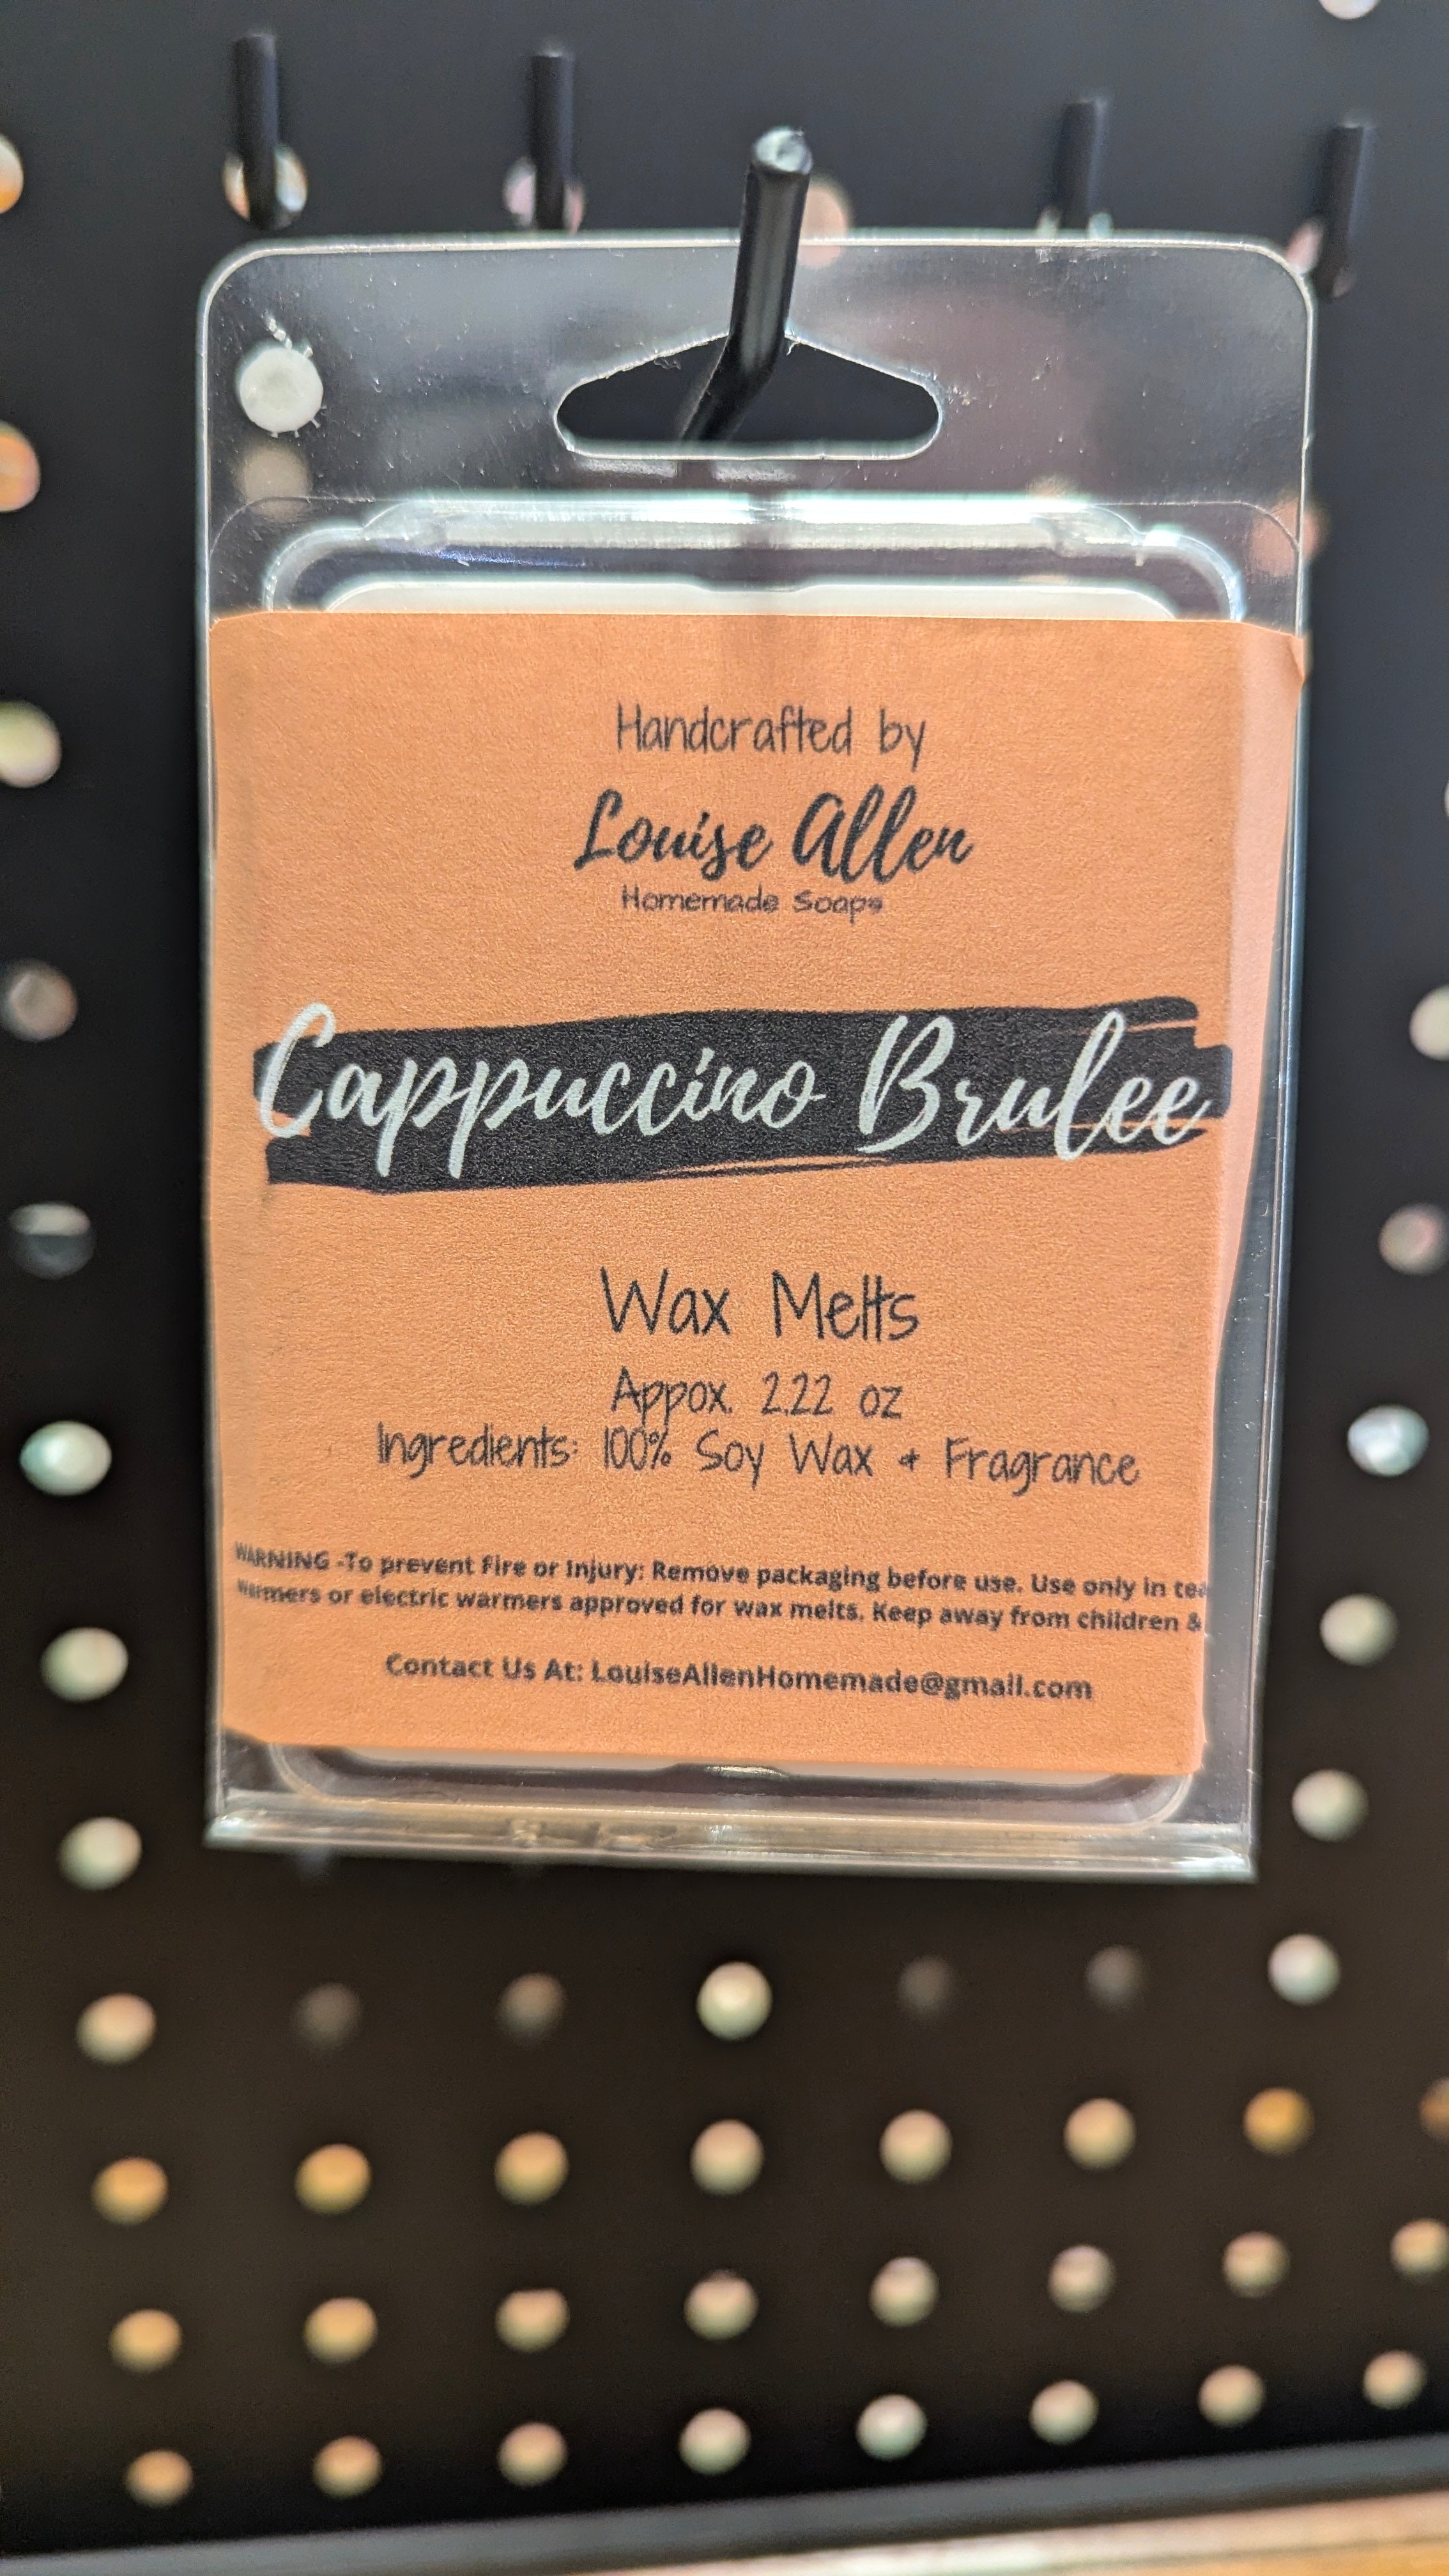 Handcrafted by
Louise Allen
Homemade Soaps
Cappuccino Brulee
Wax Melts
Appox. 2.22 oz
Ingredients: 100% Soy Wax + Fragrance
WARNING -To prevent Fire or Injury: Remove packaging before use. Use only in
Warmers or electric warmers approved for wax melts. Keep away from children &
Contact Us At: LouiseAllenHomemade@gmail.com